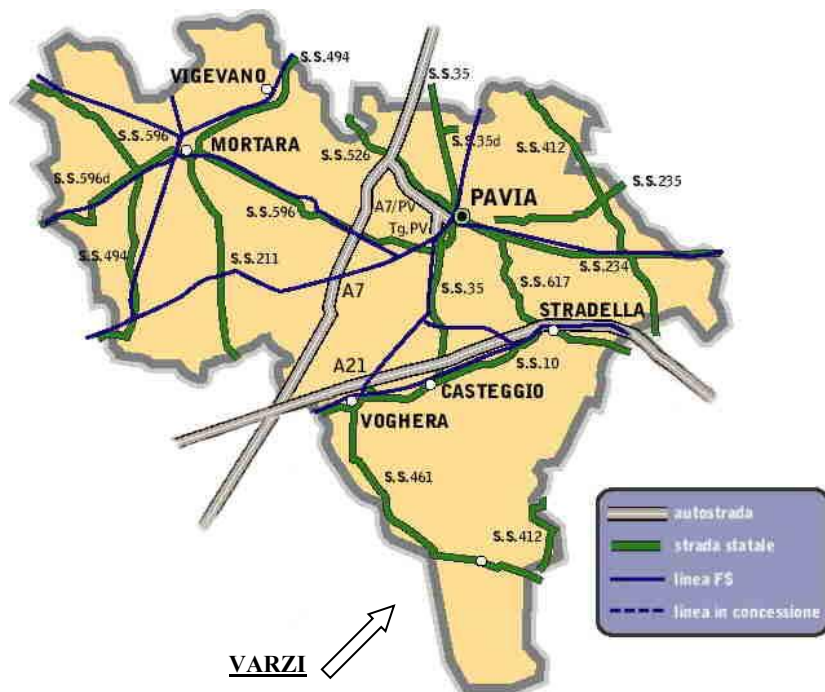 S.S.494
VIGEVANO
S.S.35
S.S.596
MORTARA
S.S.526
S.S.35d
S.S.412
S.S.596d
S.S.235
S.S.596
A7/PV
PAVIA
Tg.PV
S.S.494
S.S.211
S.S.234
A7
S.S.35
S.S.617
STRADELLA
A21
S.S.10
CASTEGGIO
VOGHERA
S.S.461
autostrada
S.S.412
strada statale
linea FS
linea in concessione
VARZI